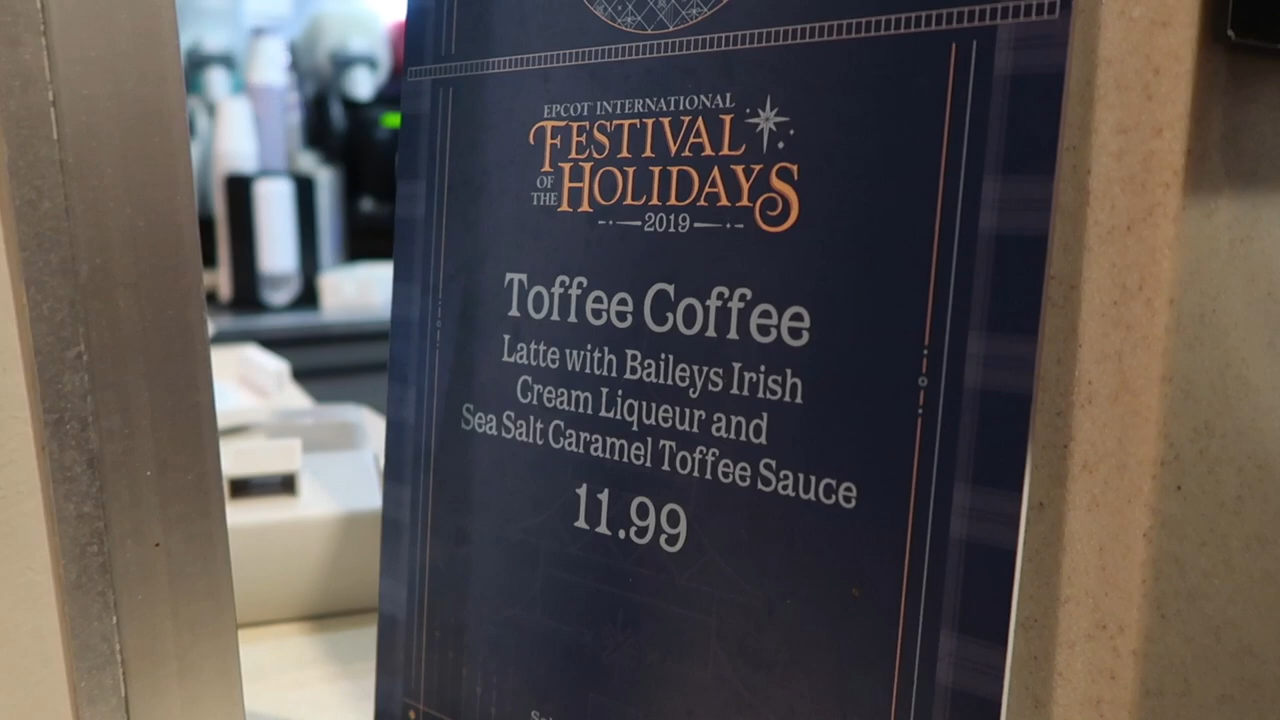 EPCOT INTERNATIONAL
FESTIVAL
OF THE HOLIDAYS
2019
Toffee Coffee
Latte with Baileys Irish
Cream Liqueur and
Sea Salt Caramel Toffee Sauce
11.99